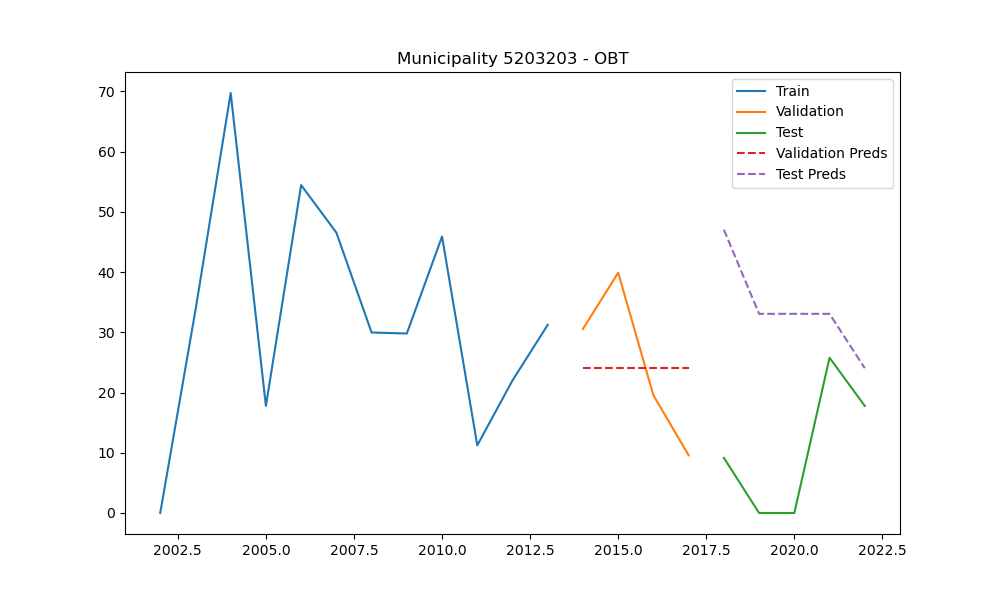 Municipality 5203203 - OBT
Train
Validation
Test
Validation Preds
Test Preds
70
60
50
40
30
20
10
0
2002.5 2005.0 2007.5 2010.0 2012.5 2015.0 2017.5 2020.0 2022.5